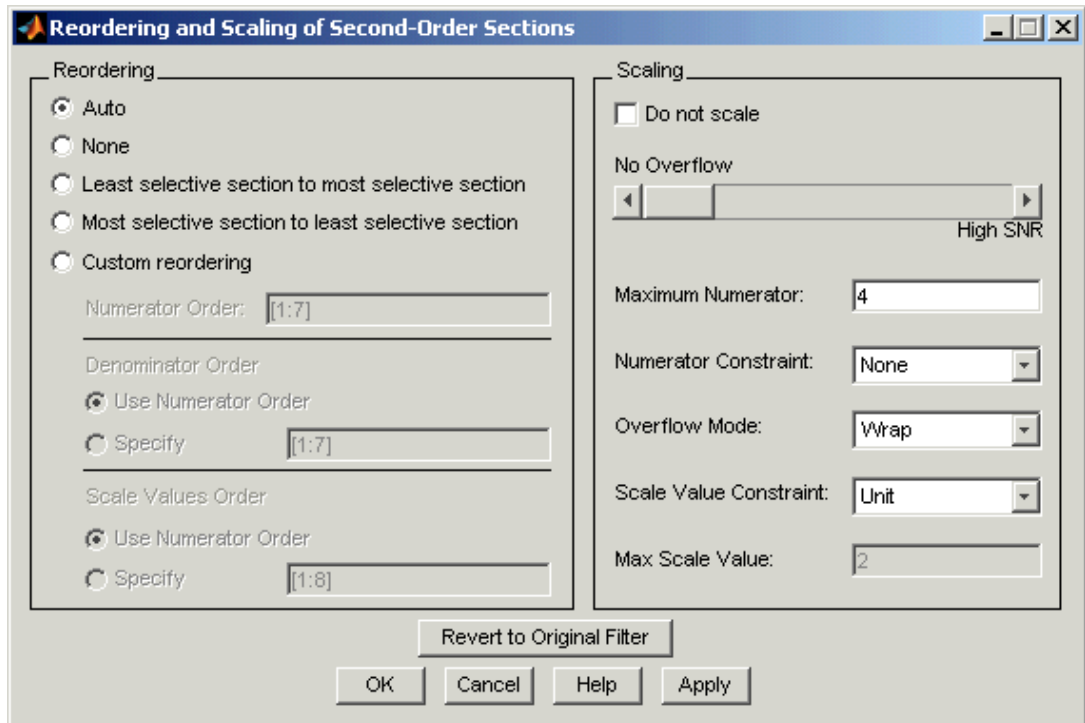 Reordering and Scaling of Second-Order Sections
Reordering
Auto
None
Least selective section to most selective section
Most selective section to least selective section
Custom reordering
Numerator Order: [1:7]
Denominator Order
Use Numerator Order
Specify [1:7]
Scale Values Order
Use Numerator Order
Specify [1:8]
Scaling
Do not scale
No Overflow
High SNR
Maximum Numerator: 4
Numerator Constraint: None
Overflow Mode: Wrap
Scale Value Constraint: Unit
Max Scale Value: 2
Revert to Original Filter
OK Cancel Help Apply